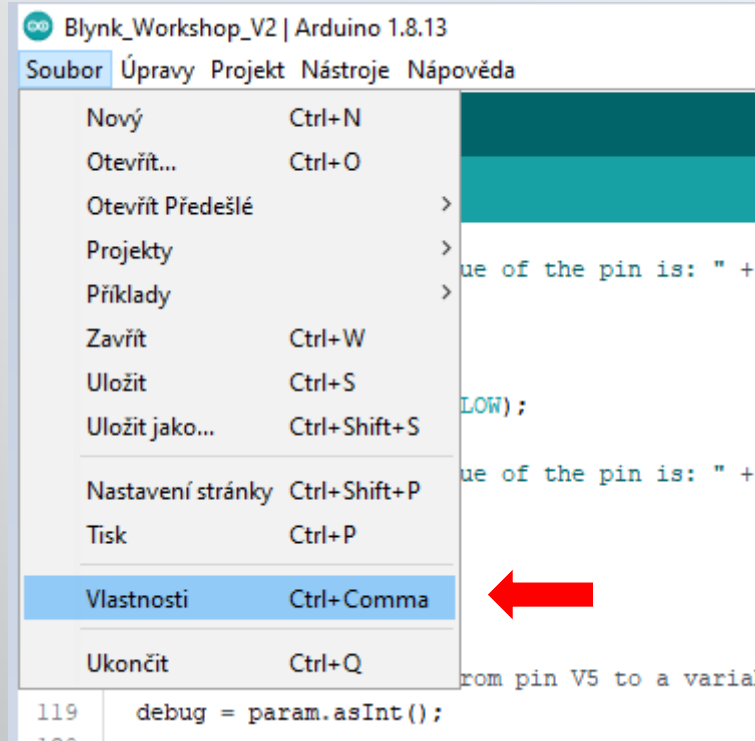 Blynk_Workshop_V2 | Arduino 1.8.13
Soubor Úpravy Projekt Nástroje Nápověda
Nový Ctrl+N
Otevřít... Ctrl+O
Otevřít Předešlé
Projekty
ue of the pin is: " +
Příklady
Zavřít Ctrl+W
Uložit Ctrl+S
LOW);
Uložit jako... Ctrl+Shift+S
ue of the pin is: " +
Nastavení stránky Ctrl+Shift+P
Tisk Ctrl+P
Vlastnosti Ctrl+Comma
Ukončit Ctrl+Q
rom pin V5 to a varia
119 debug = param.asInt();